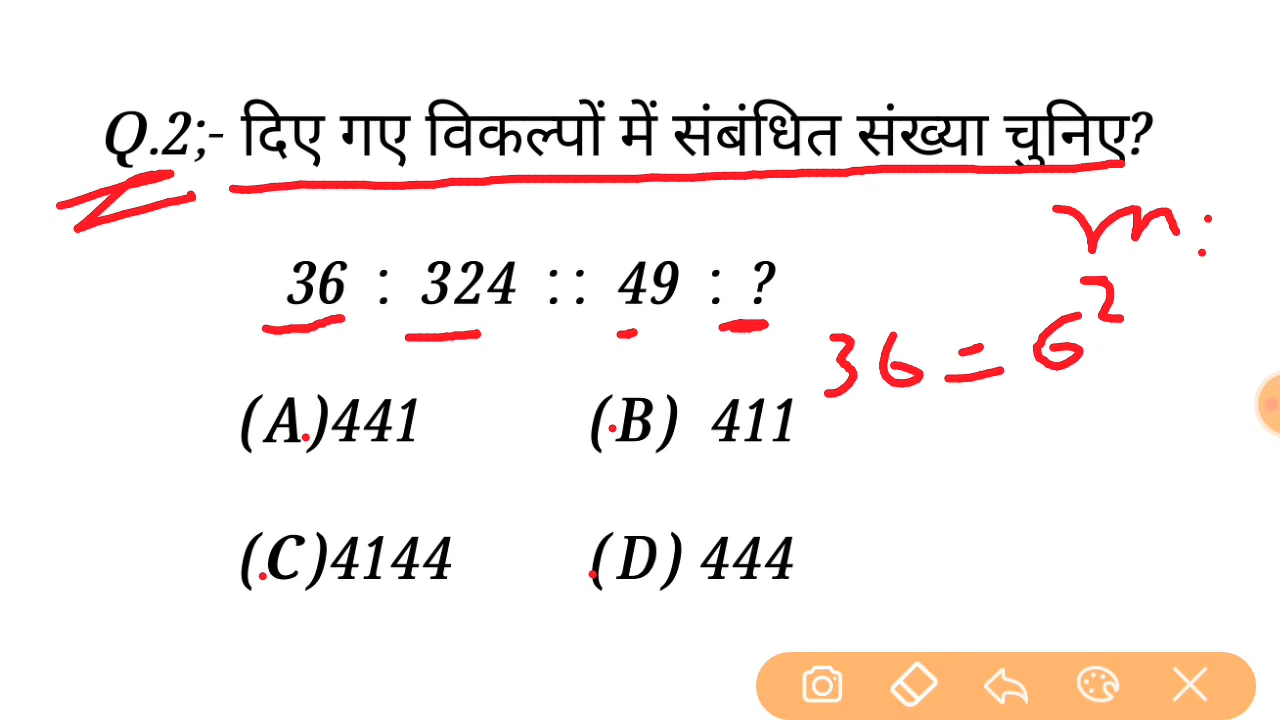 Q.2;- दिए गए विकल्पों में संबंधित संख्या चुनिए?
36 : 324 :: 49 : ?
36 = 6²
(A)441 (B) 411
(C)4144 (D) 444